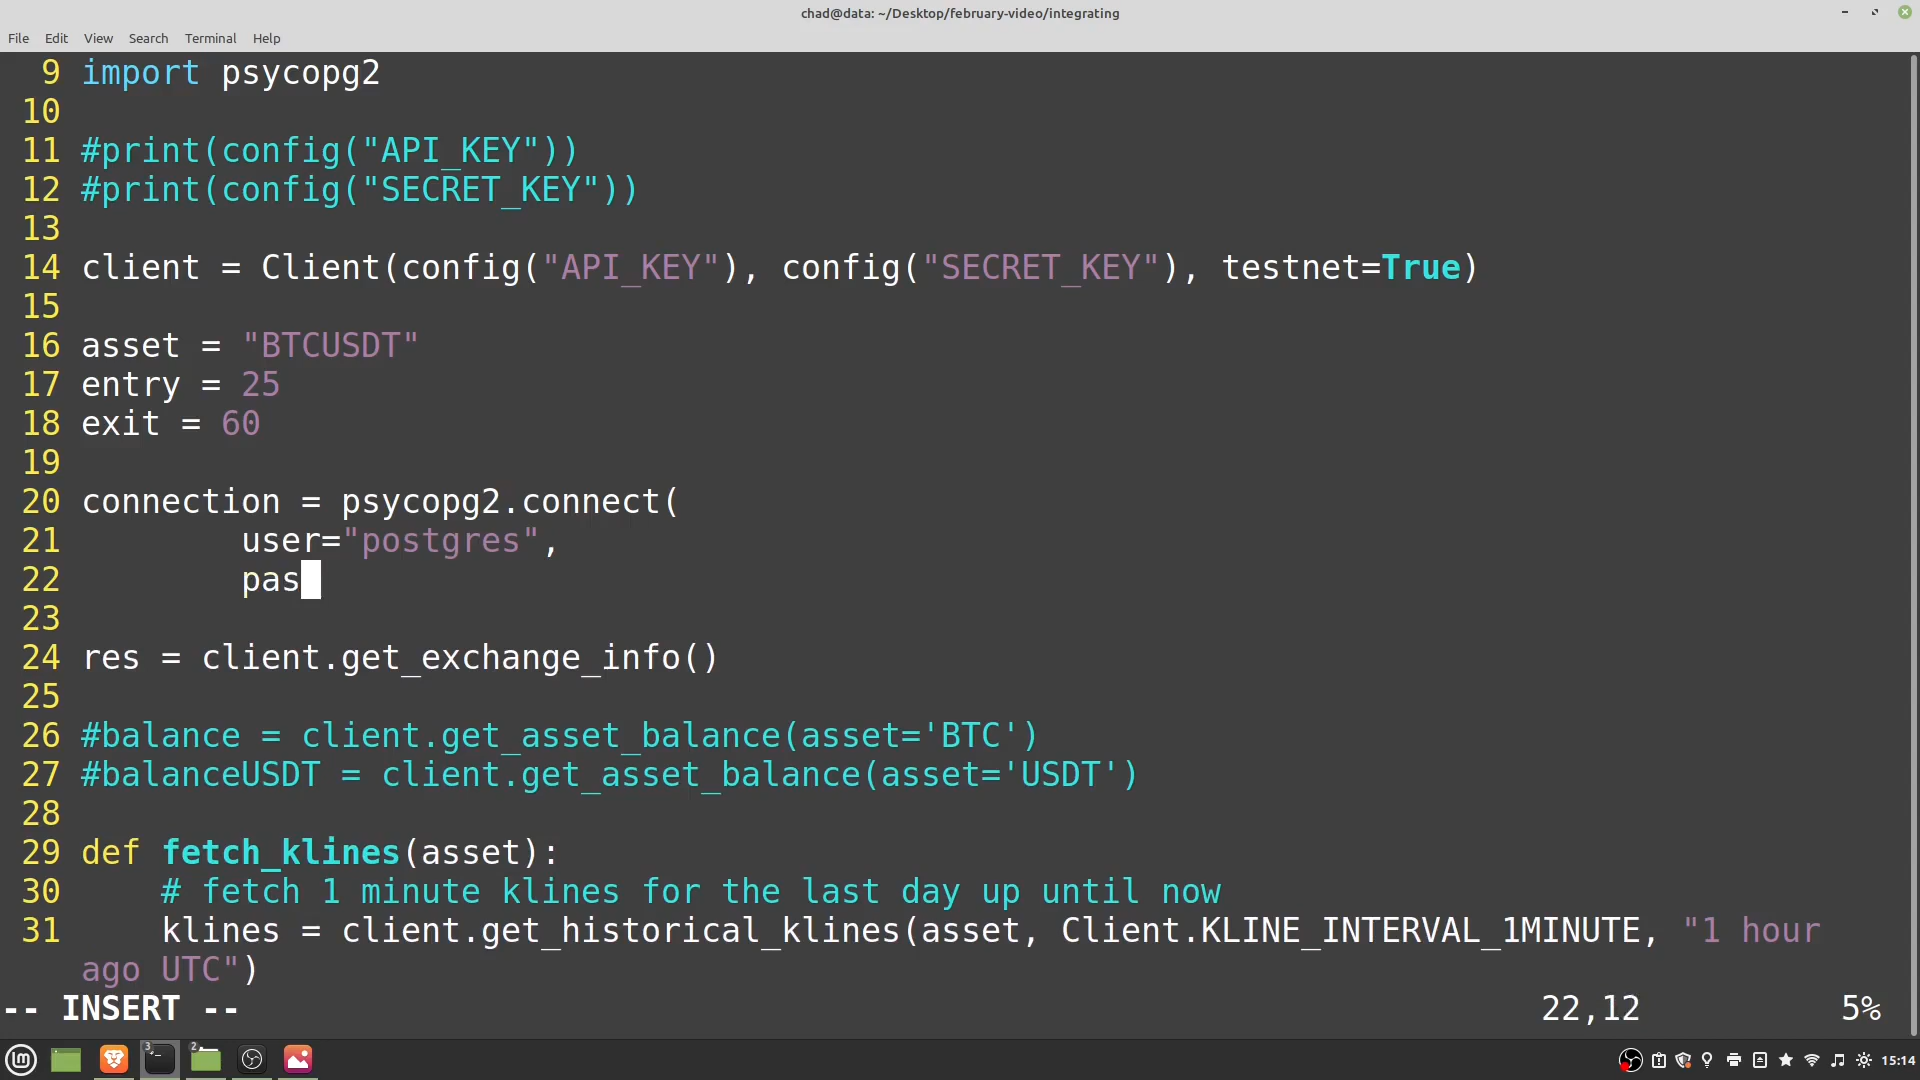 chad@data: ~/Desktop/february-video/integrating
File Edit View Search Terminal Help
9 import psycopg2
10
11 #print(config("API_KEY"))
12 #print(config("SECRET_KEY"))
13
14 client = Client(config("API_KEY"), config("SECRET_KEY"), testnet=True)
15
16 asset = "BTCUSDT"
17 entry = 25
18 exit = 60
19
20 connection = psycopg2.connect(
21 user="postgres",
22 pas
23
24 res = client.get_exchange_info()
25
26 #balance = client.get_asset_balance(asset='BTC')
27 #balanceUSDT = client.get_asset_balance(asset='USDT')
28
29 def fetch_klines(asset):
30 # fetch 1 minute klines for the last day up until now
31 klines = client.get_historical_klines(asset, Client.KLINE_INTERVAL_1MINUTE, "1 hour
ago UTC")
-- INSERT -- 22,12 5%
3 2 15:14